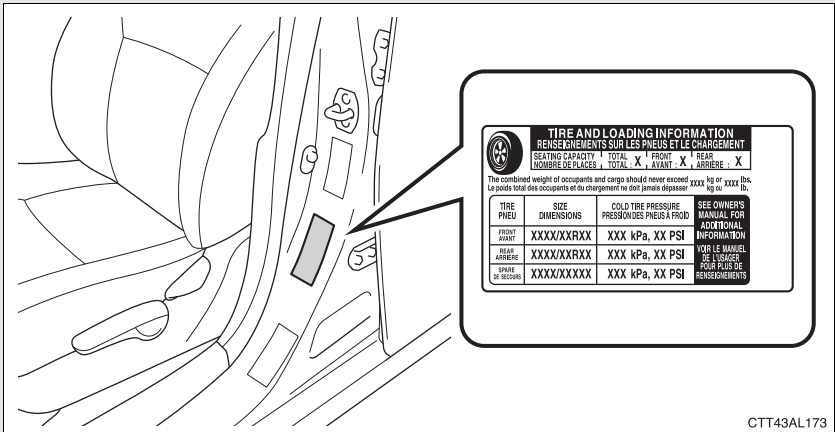 TIRE AND LOADING INFORMATION
RENSEIGNEMENTS SUR LES PNEUS ET LE CHARGEMENT
SEATING CAPACITY TOTAL FRONT REAR
NOMBRE DE PLACES TOTAL : X AVANT : X ARRIÈRE : X
The combined weight of occupants and cargo should never exceed XXXX kg or XXXX lbs.
Le poids total des occupants et du chargement ne doit jamais dépasser XXXX kg ou XXXX lb.
TIRE
PNEU
SIZE
DIMENSIONS
COLD TIRE PRESSURE
PRESSION DES PNEUS À FROID
FRONT
AVANT
XXXX/XXRXX
XXX kPa, XX PSI
REAR
ARRIÈRE
XXXX/XXRXX
XXX kPa, XX PSI
SPARE
DE SECOURS
XXXX/XXXXX
XXX kPa, XX PSI
SEE OWNER'S
MANUAL FOR
ADDITIONAL
INFORMATION
VOIR LE MANUEL
DE L'USAGER
POUR PLUS DE
RENSEIGNEMENTS
CTT43AL173